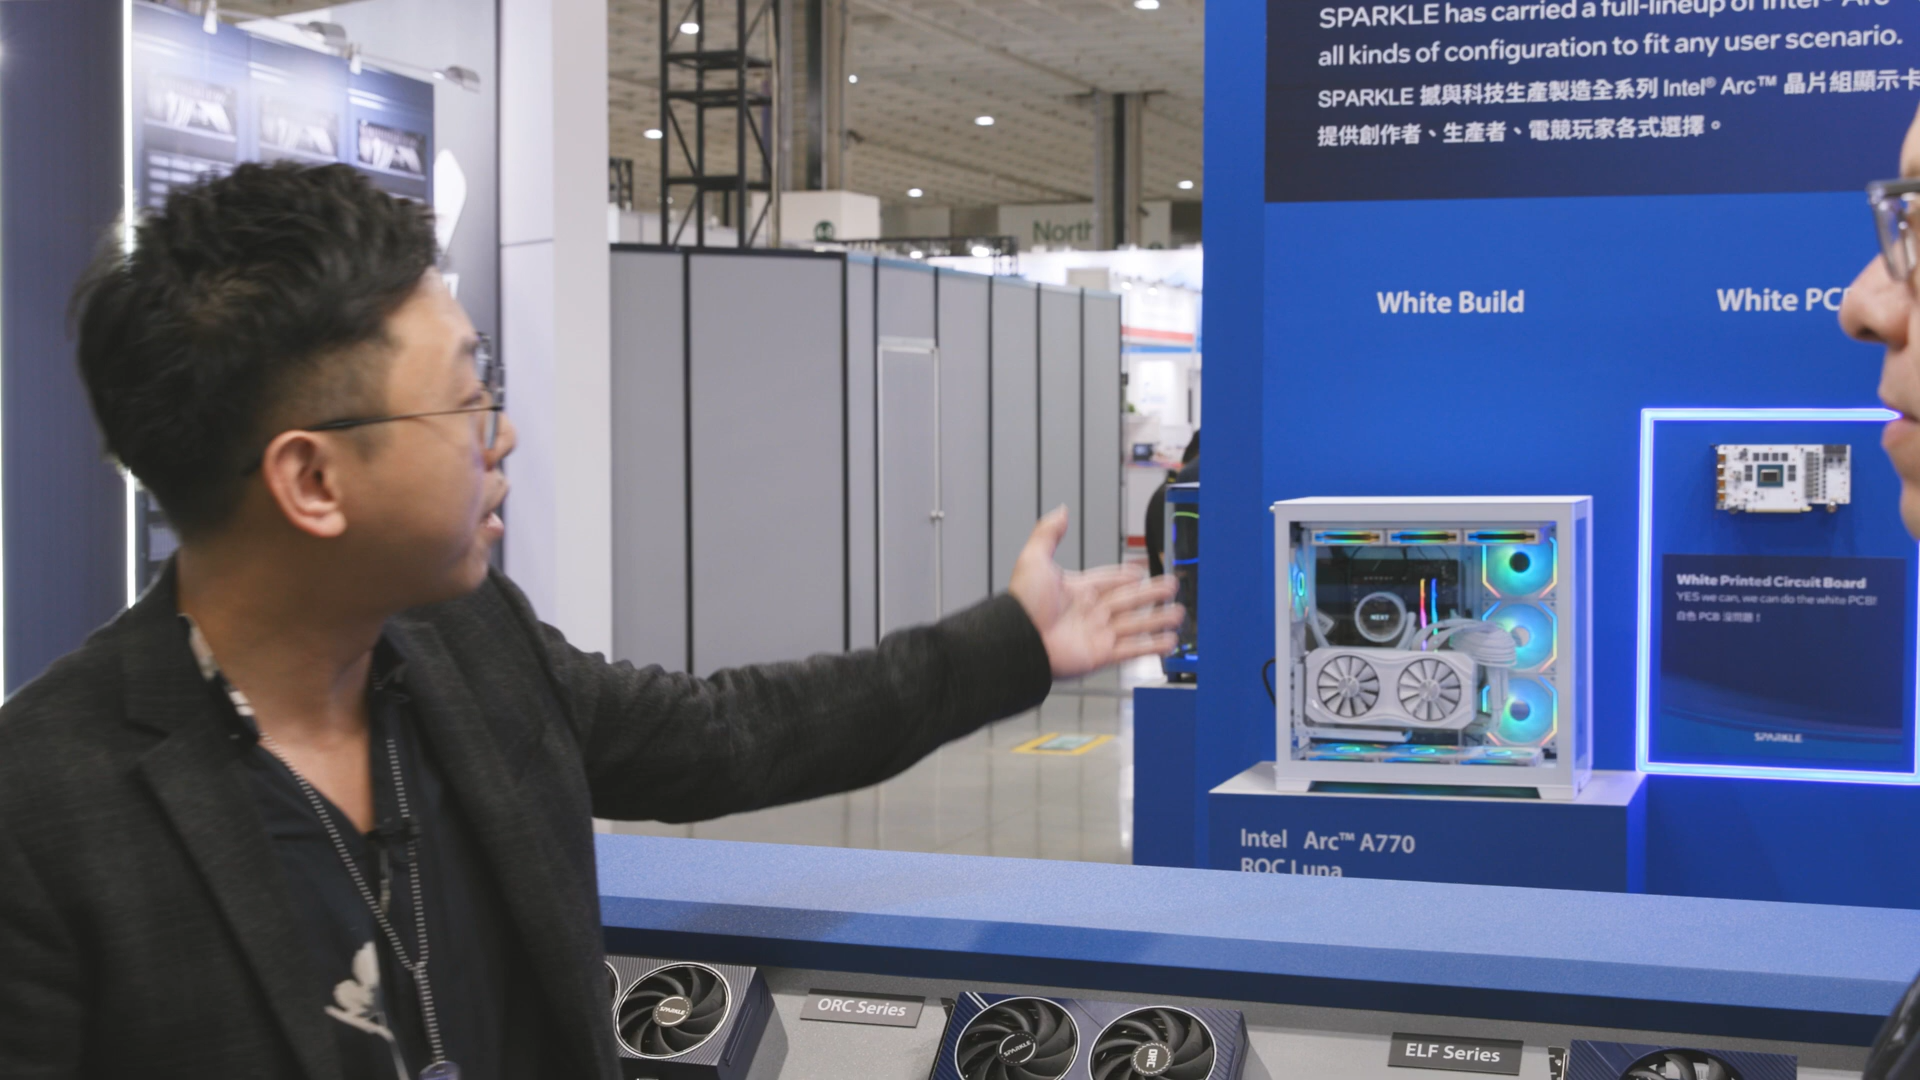 SPARKLE has carried a full-lineup of Intel® Arc
all kinds of configuration to fit any user scenario.
SPARKLE 撼與科技生產製造全系列 Intel® Arc™ 晶片組顯示卡
提供創作者、生產者、電競玩家各式選擇。
North
White Build
White PC
White Printed Circuit Board
YES we can, we can do the white PCB!
白色 PCB 沒問題！
SPARKLE
Intel Arc™ A770
ROC Luna
SPARKLE
ORC Series
SPARKLE
ORC
ELF Series